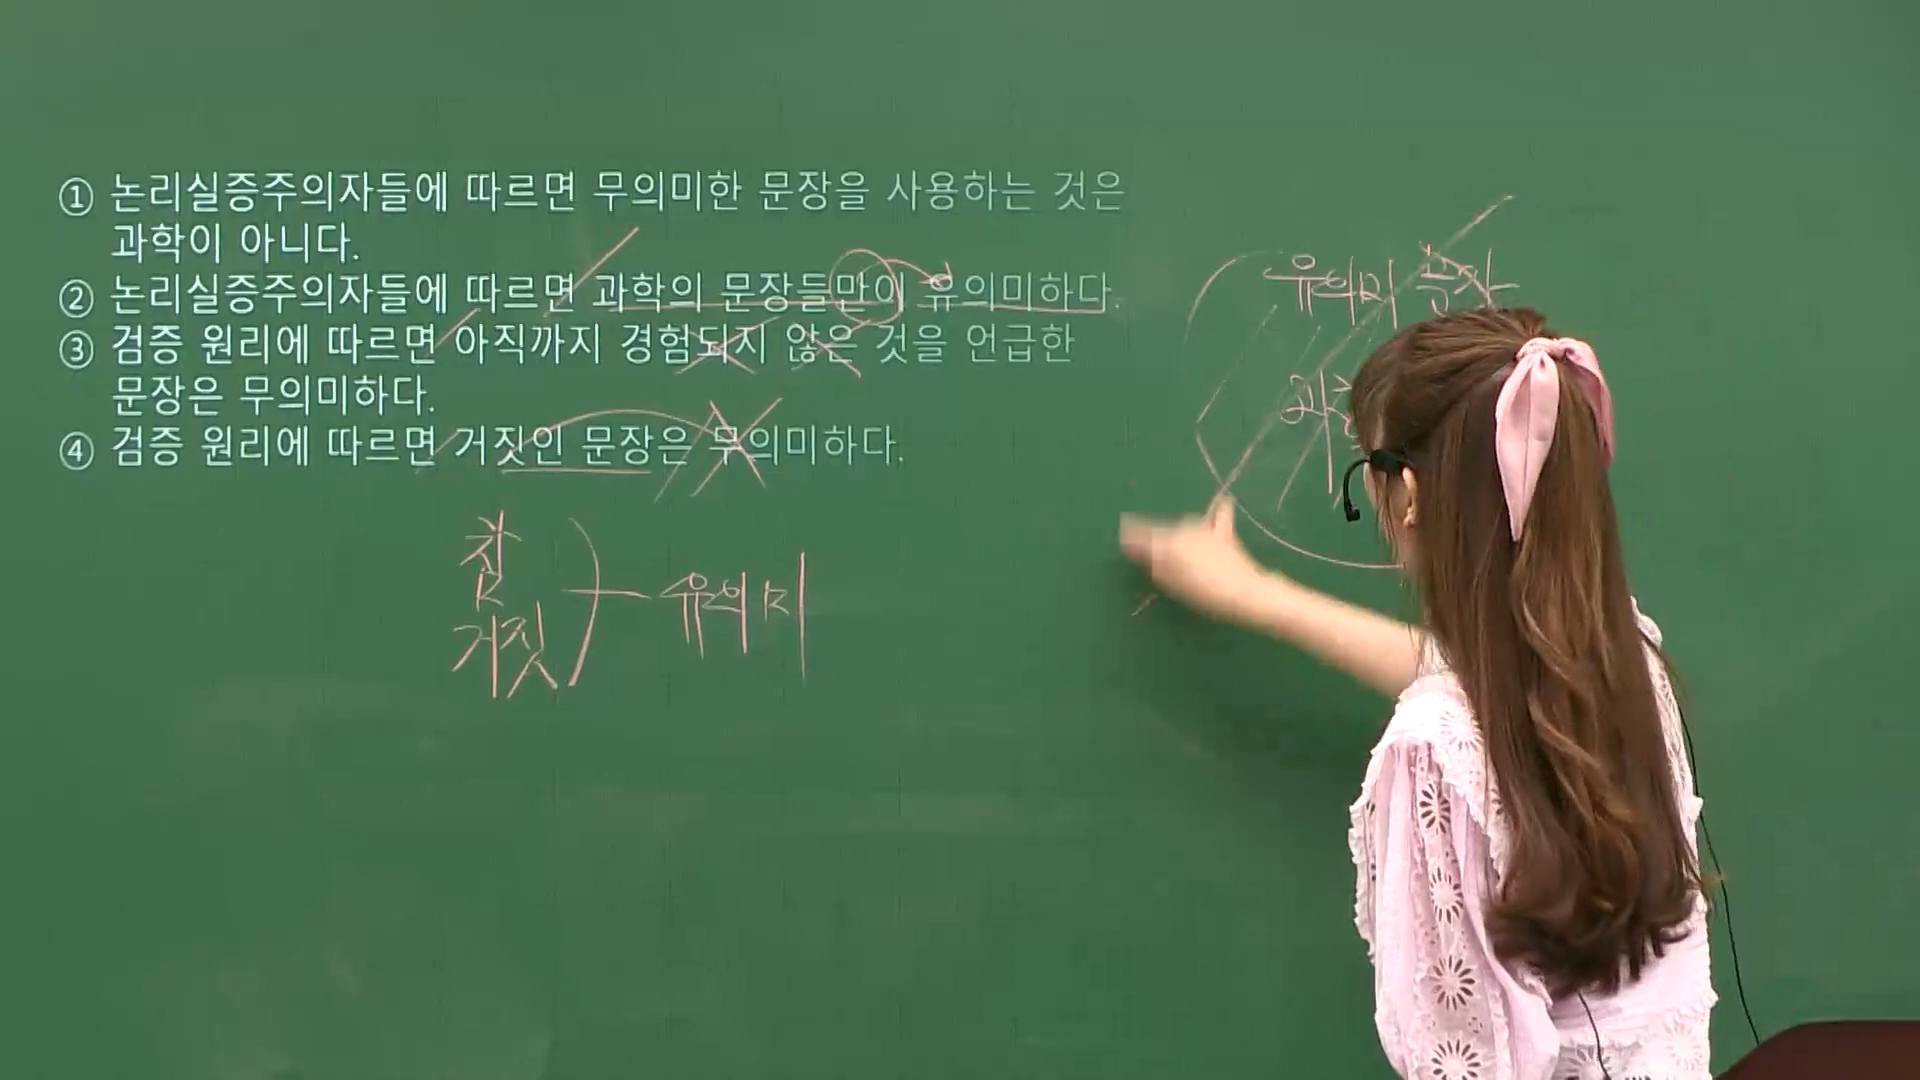 ① 논리실증주의자들에 따르면 무의미한 문장을 사용하는 것은
과학이 아니다.
② 논리실증주의자들에 따르면 과학의 문장들만이 유의미하다.
③ 검증 원리에 따르면 아직까지 경험되지 않은 것을 언급한
문장은 무의미하다.
④ 검증 원리에 따르면 거짓인 문장은 무의미하다.
참
거짓
유의미
유의미